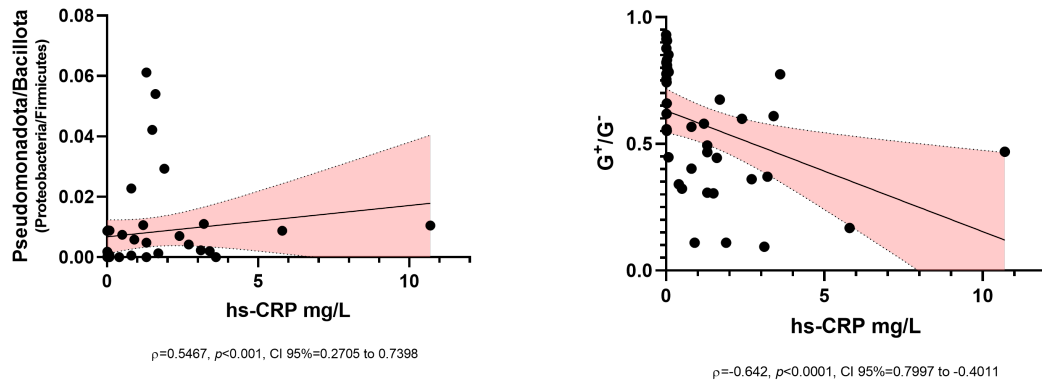 Pseudomonadota/Bacillota
(Proteobacteria/Firmicutes)
0.08
0.06
0.04
0.02
0.00
0 5 10
hs-CRP mg/L
ρ=0.5467, p<0.001, CI 95%=0.2705 to 0.7398
G+/G-
1.0
0.5
0.0
0 5 10
hs-CRP mg/L
ρ=-0.642, p<0.0001, CI 95%=0.7997 to -0.4011